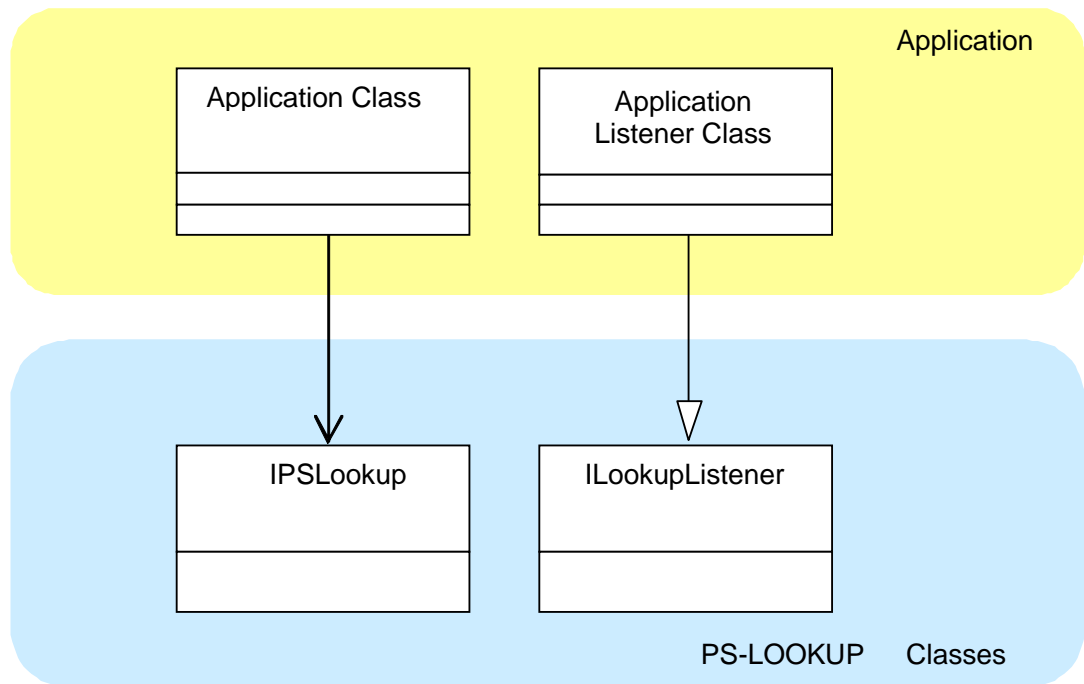 Application
Application Class
Application
Listener Class
IPSLookup
ILookupListener
PS-LOOKUP Classes